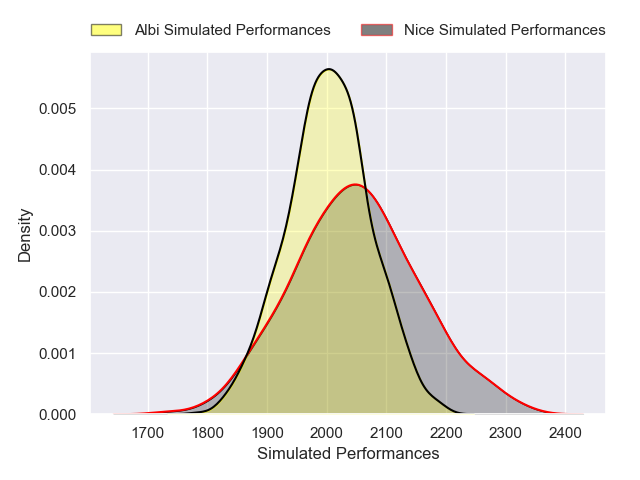 Albi Simulated Performances
Nice Simulated Performances
Density
0.005
0.004
0.003
0.002
0.001
0.000
1700 1800 1900 2000 2100 2200 2300 2400
Simulated Performances